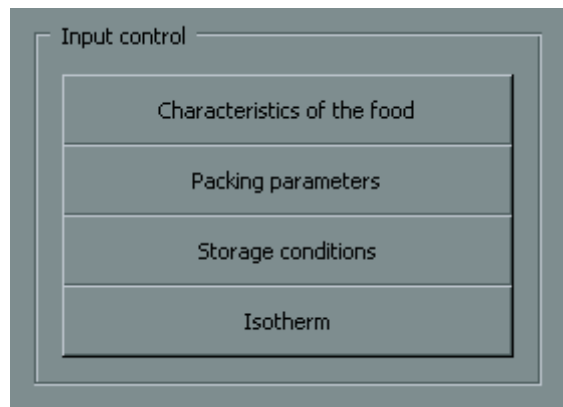 Input control
Characteristics of the food
Packing parameters
Storage conditions
Isotherm